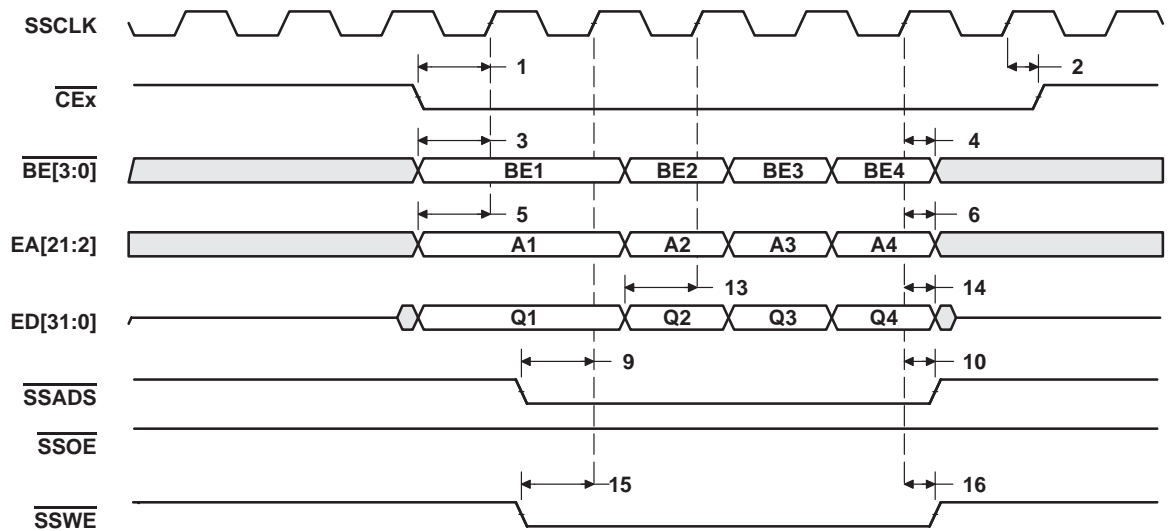 SSCLK
1
2
CEx
3
4
BE[3:0]
BE1 BE2 BE3 BE4
5
6
EA[21:2]
A1 A2 A3 A4
13
14
ED[31:0]
Q1 Q2 Q3 Q4
9
10
SSADS
SSOE
15
16
SSWE